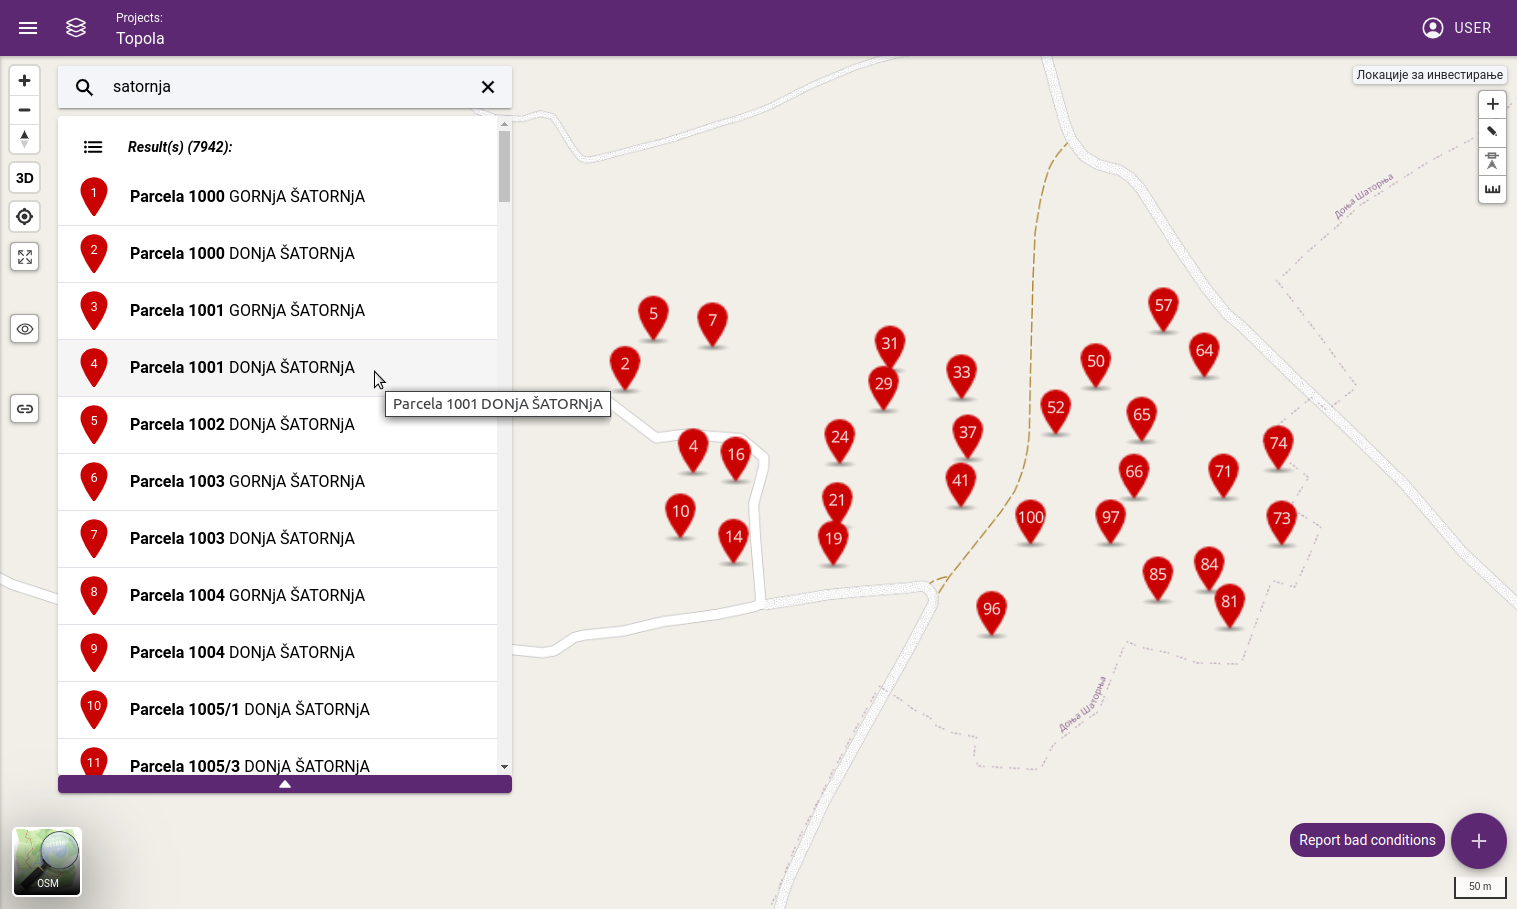 Projects:
Topola
USER
satornja
Локације за инвестирање
3D
Result(s) (7942):
1 Parcela 1000 GORNjA ŠATORNjA
2 Parcela 1000 DONjA ŠATORNjA
3 Parcela 1001 GORNjA ŠATORNjA
4 Parcela 1001 DONjA ŠATORNjA
Parcela 1001 DONjA ŠATORNjA
5 Parcela 1002 DONjA ŠATORNjA
6 Parcela 1003 GORNjA ŠATORNjA
7 Parcela 1003 DONjA ŠATORNjA
8 Parcela 1004 GORNjA ŠATORNjA
9 Parcela 1004 DONjA ŠATORNjA
10 Parcela 1005/1 DONjA ŠATORNjA
11 Parcela 1005/3 DONjA ŠATORNjA
Доња Шаторња
57
5
7
31
64
2
50
33
29
52
65
24
37
74
4
16
66
71
41
21
10
100
97
73
14
19
84
85
81
96
Доња Шаторња
Report bad conditions
OSM
50 m